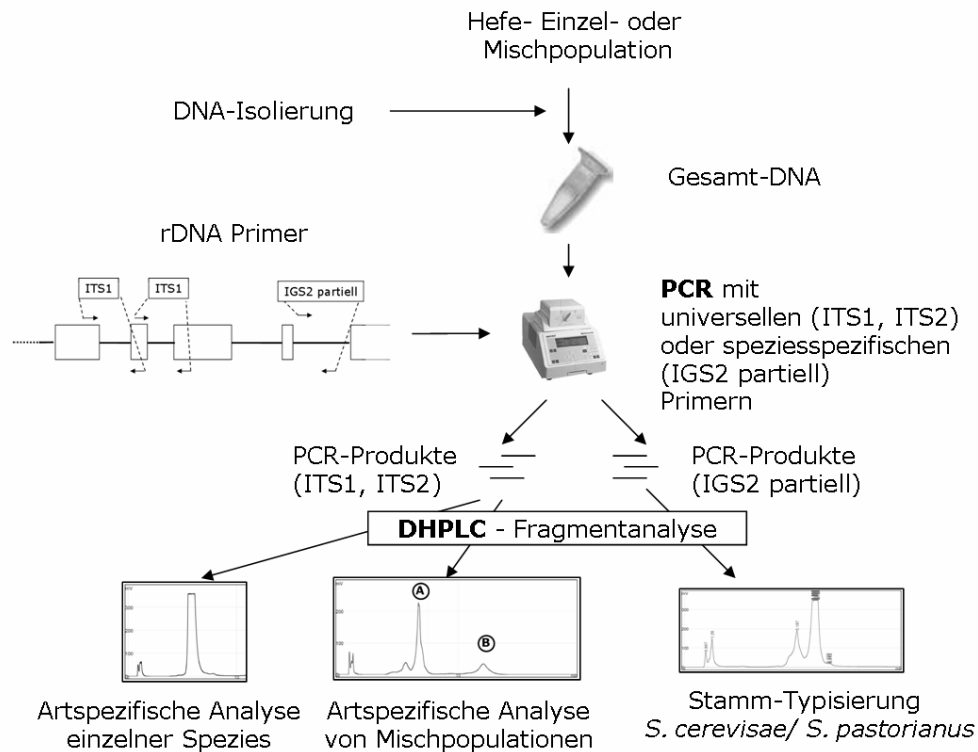 Hefe- Einzel- oder
Mischpopulation
DNA-Isolierung
Gesamt-DNA
rDNA Primer
ITS1
ITS1
IGS2 partiell
PCR mit
universellen (ITS1, ITS2)
oder speziesspezifischen
(IGS2 partiell)
Primern
PCR-Produkte
(ITS1, ITS2)
PCR-Produkte
(IGS2 partiell)
DHPLC - Fragmentanalyse
A
B
Artspezifische Analyse
einzelner Spezies
Artspezifische Analyse
von Mischpopulationen
Stamm-Typisierung
S. cerevisae/ S. pastorianus